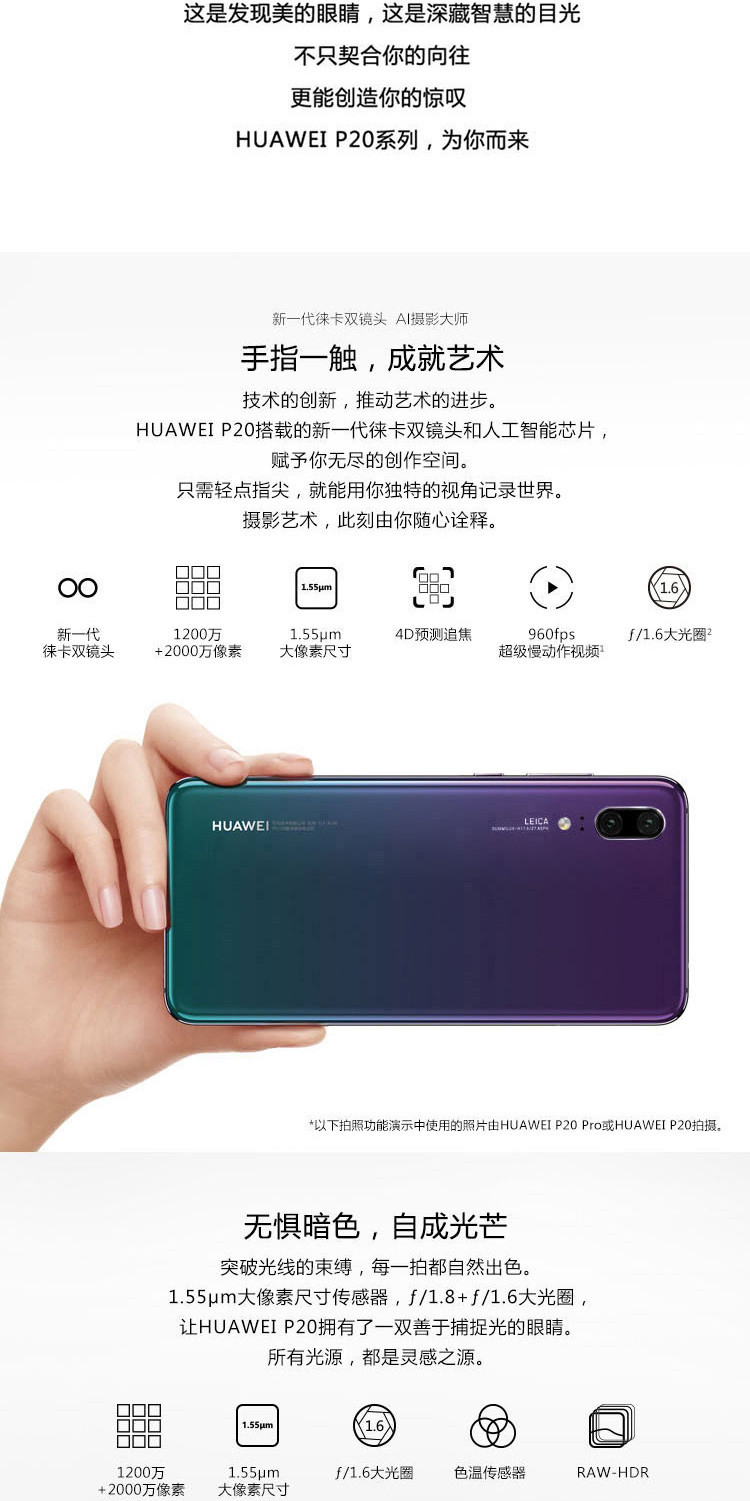 这是发现美的眼睛，这是深藏智慧的目光
不只契合你的向往
更能创造你的惊叹
HUAWEI P20系列，为你而来
新一代徕卡双镜头 AI摄影大师
手指一触，成就艺术
技术的创新，推动艺术的进步。
HUAWEI P20搭载的新一代徕卡双镜头和人工智能芯片，
赋予你无尽的创作空间。
只需轻点指尖，就能用你独特的视角记录世界。
摄影艺术，此刻由你随心诠释。
1.55μm
1.6
新一代
徕卡双镜头
1200万
+2000万像素
1.55μm
大像素尺寸
4D预测追焦
960fps
超级慢动作视频1
ƒ/1.6大光圈2
HUAWEI
LEICA
*以下拍照功能演示中使用的照片由HUAWEI P20 Pro或HUAWEI P20拍摄。
无惧暗色，自成光芒
突破光线的束缚，每一拍都自然出色。
1.55μm大像素尺寸传感器，ƒ/1.8+ƒ/1.6大光圈，
让HUAWEI P20拥有了一双善于捕捉光的眼睛。
所有光源，都是灵感之源。
1.55μm
1.6
1200万
+2000万像素
1.55μm
大像素尺寸
ƒ/1.6大光圈
色温传感器
RAW-HDR